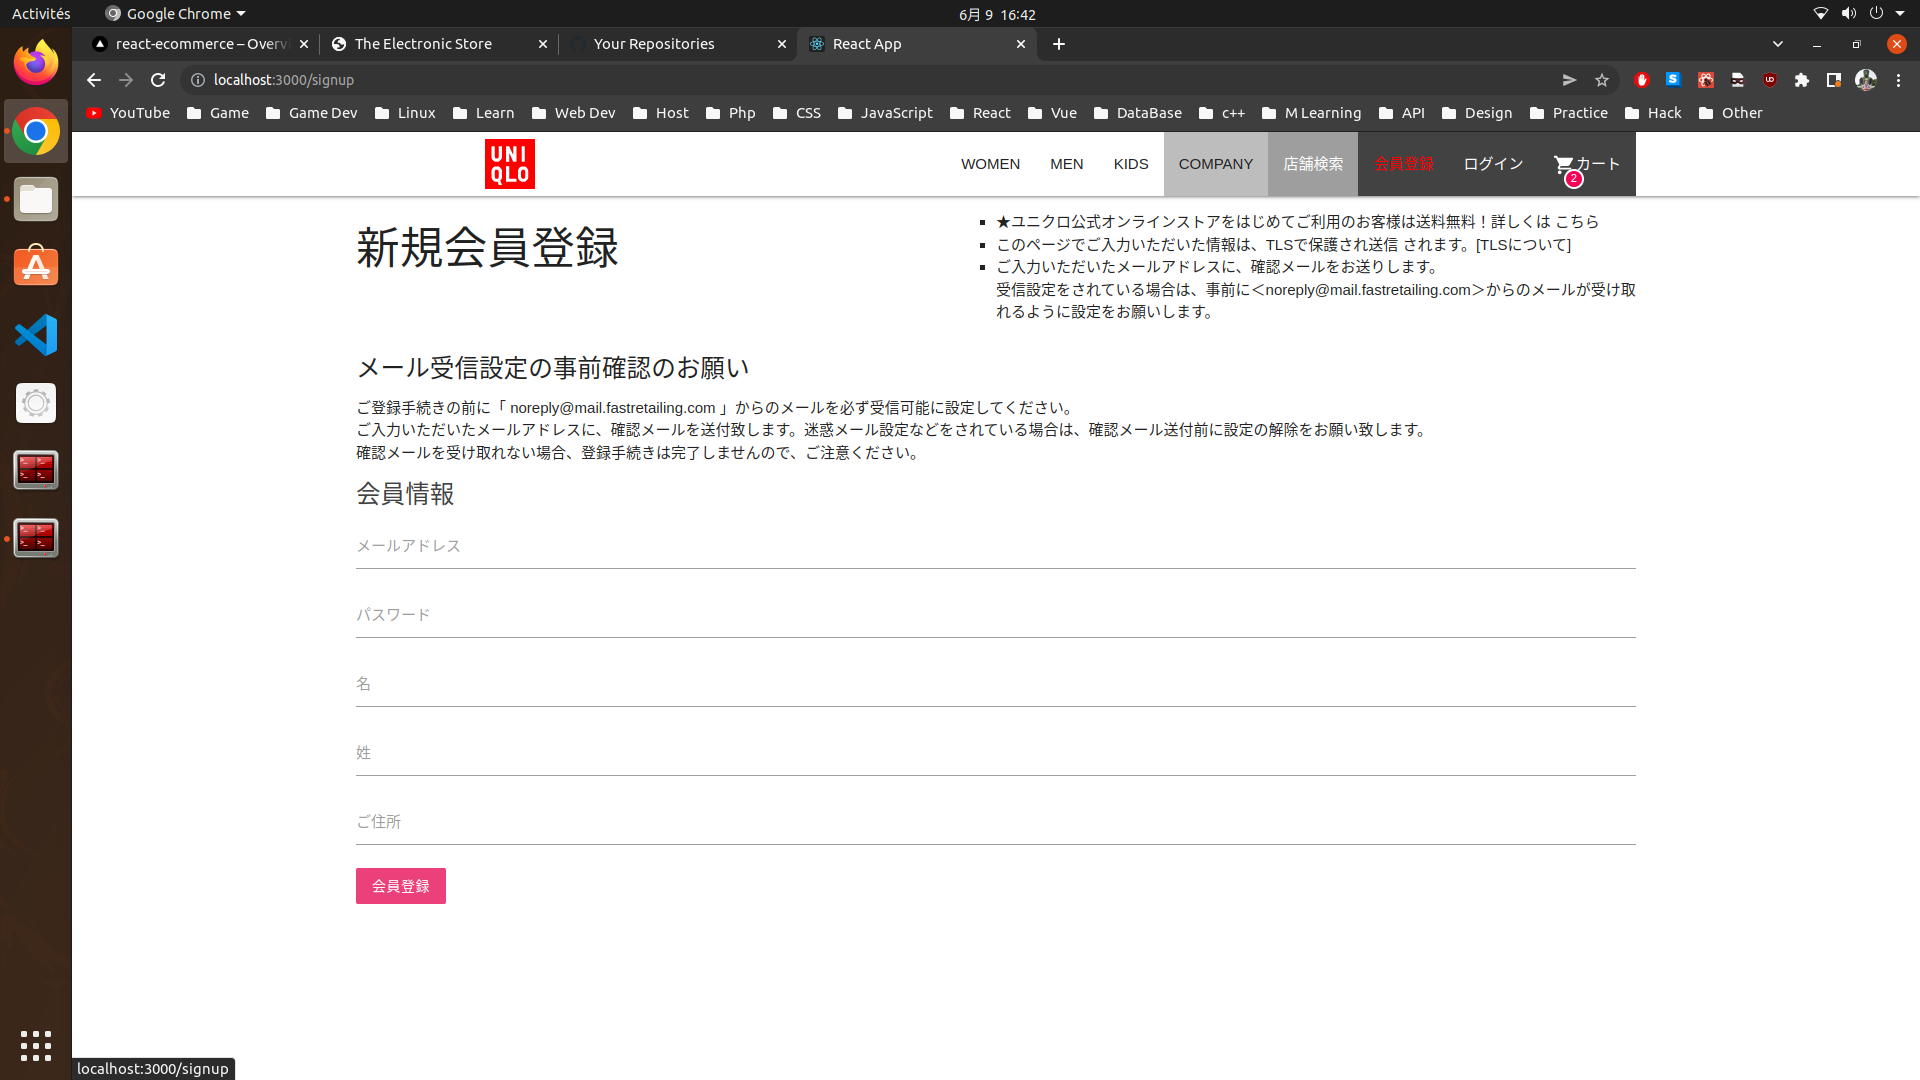 Activités
Google Chrome
6月 9 16:42
react-ecommerce – Overvi
The Electronic Store
Your Repositories
React App
localhost:3000/signup
YouTube
Game
Game Dev
Linux
Learn
Web Dev
Host
Php
CSS
JavaScript
React
Vue
DataBase
c++
M Learning
API
Design
Practice
Hack
Other
UNI
QLO
WOMEN
MEN
KIDS
COMPANY
店舗検索
会員登録
ログイン
カート
2
新規会員登録
★ユニクロ公式オンラインストアをはじめてご利用のお客様は送料無料！詳しくは こちら
このページでご入力いただいた情報は、TLSで保護され送信 されます。[TLSについて]
ご入力いただいたメールアドレスに、確認メールをお送りします。
受信設定をされている場合は、事前に＜noreply@mail.fastretailing.com＞からのメールが受け取
れるように設定をお願いします。
メール受信設定の事前確認のお願い
ご登録手続きの前に「 noreply@mail.fastretailing.com 」からのメールを必ず受信可能に設定してください。
ご入力いただいたメールアドレスに、確認メールを送付致します。迷惑メール設定などをされている場合は、確認メール送付前に設定の解除をお願い致します。
確認メールを受け取れない場合、登録手続きは完了しませんので、ご注意ください。
会員情報
メールアドレス
パスワード
名
姓
ご住所
会員登録
localhost:3000/signup